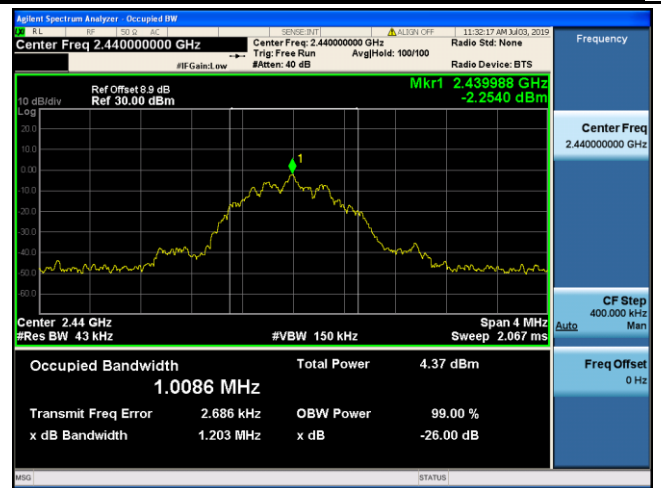 Agilent Spectrum Analyzer - Occupied BW
RL RF 50 Ω AC SENSE:INT ALIGN OFF 11:32:17 AM Jul 03, 2019
Center Freq 2.440000000 GHz Center Freq: 2.440000000 GHz Radio Std: None
Trig: Free Run Avg|Hold: 100/100
#IFGain:Low #Atten: 40 dB Radio Device: BTS
Frequency
Ref Offset 8.9 dB Mkr1 2.439988 GHz
10 dB/div Ref 30.00 dBm -2.2540 dBm
Log
20.0
10.0
0.00
-10.0
-20.0
-30.0
-40.0
-50.0
-60.0
1
Center 2.44 GHz Span 4 MHz
#Res BW 43 kHz #VBW 150 kHz Sweep 2.067 ms
Occupied Bandwidth Total Power 4.37 dBm
1.0086 MHz
Transmit Freq Error 2.686 kHz OBW Power 99.00 %
x dB Bandwidth 1.203 MHz x dB -26.00 dB
Center Freq
2.440000000 GHz
CF Step
400.000 kHz
Auto Man
Freq Offset
0 Hz
MSG STATUS